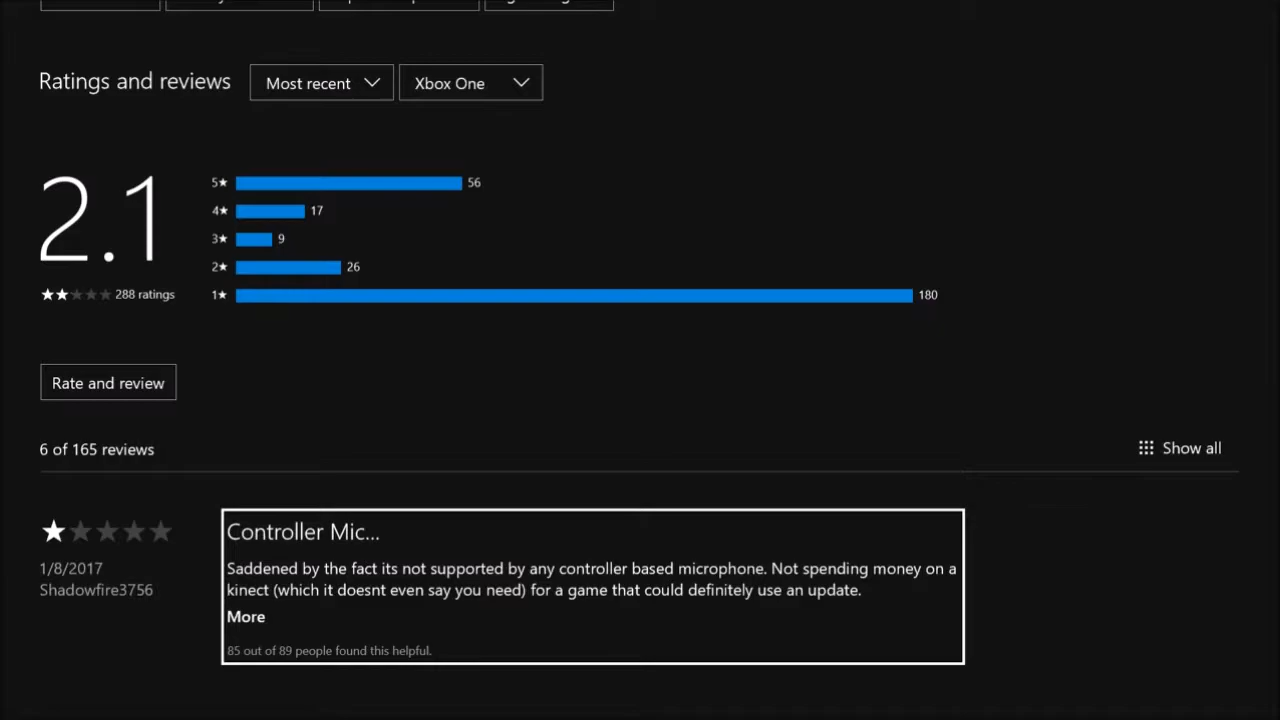 Ratings and reviews
Most recent
Xbox One
2.1
288 ratings
5★ 56
4★ 17
3★ 9
2★ 26
1★ 180
Rate and review
6 of 165 reviews
Show all
1/8/2017
Shadowfire3756
Controller Mic...
Saddened by the fact its not supported by any controller based microphone. Not spending money on a
kinect (which it doesnt even say you need) for a game that could definitely use an update.
More
85 out of 89 people found this helpful.